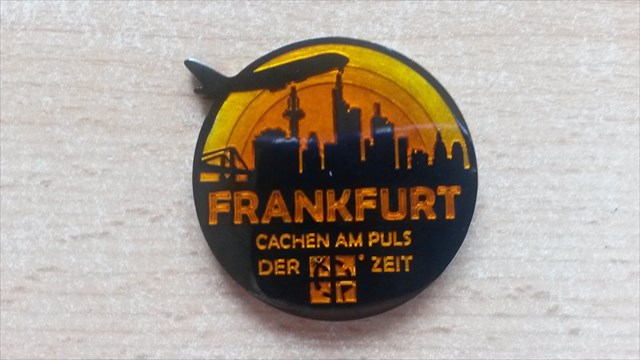 FRANKFURT
CACHEN AM PULS
DER ZEIT